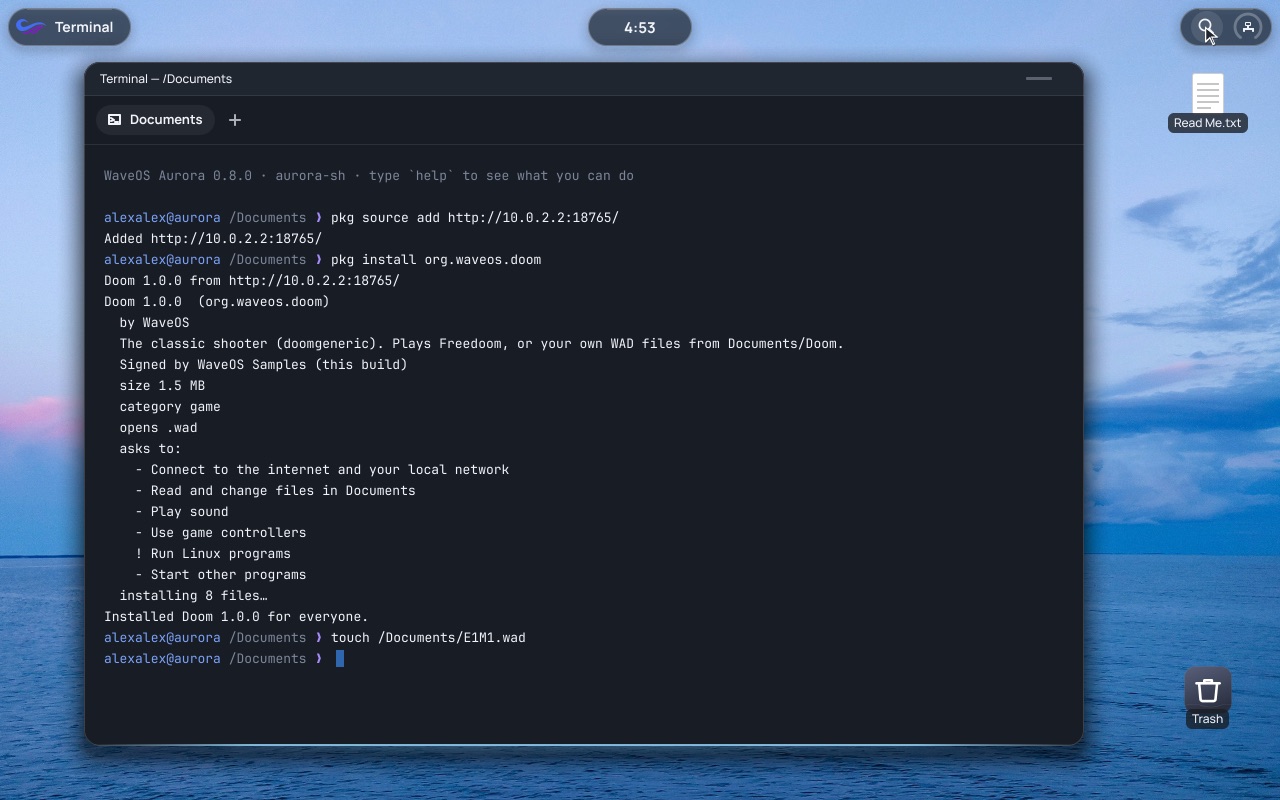 Terminal
4:53
Terminal — /Documents
Documents
WaveOS Aurora 0.8.0 · aurora-sh · type `help` to see what you can do
alexalex@aurora /Documents ❯ pkg source add http://10.0.2.2:18765/
Added http://10.0.2.2:18765/
alexalex@aurora /Documents ❯ pkg install org.waveos.doom
Doom 1.0.0 from http://10.0.2.2:18765/
Doom 1.0.0  (org.waveos.doom)
by WaveOS
The classic shooter (doomgeneric). Plays Freedoom, or your own WAD files from Documents/Doom.
Signed by WaveOS Samples (this build)
size 1.5 MB
category game
opens .wad
asks to:
- Connect to the internet and your local network
- Read and change files in Documents
- Play sound
- Use game controllers
! Run Linux programs
- Start other programs
installing 8 files…
Installed Doom 1.0.0 for everyone.
alexalex@aurora /Documents ❯ touch /Documents/E1M1.wad
alexalex@aurora /Documents ❯
Read Me.txt
Trash